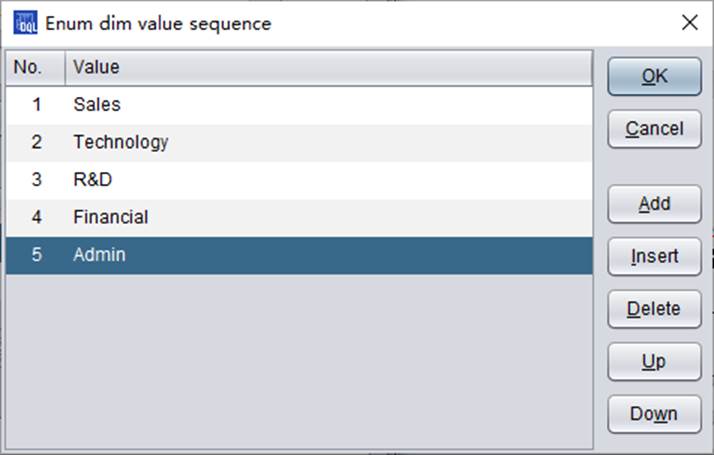 DQL Enum dim value sequence
No. Value
1 Sales
2 Technology
3 R&D
4 Financial
5 Admin
OK
Cancel
Add
Insert
Delete
Up
Down